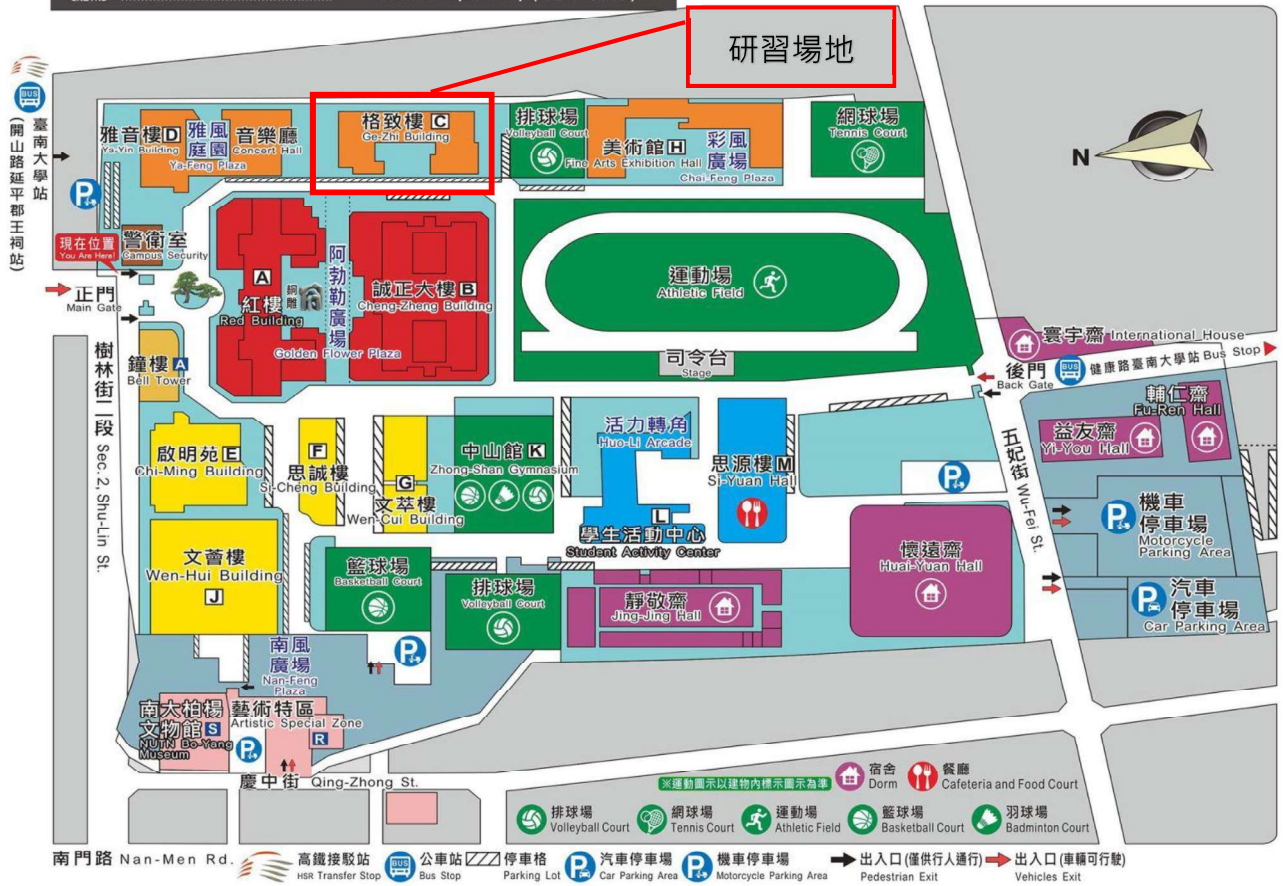 研習場地
BUS
臺南大學站
(開山路延平郡王祠站)
雅音樓 D
Ya-Yin Building
雅風
庭園
Ya-Feng Plaza
音樂廳
Concert Hall
格致樓 C
Ge-Zhi Building
排球場
Volleyball Court
美術館 H
Fine Arts Exhibition Hall
彩風
廣場
Chai-Feng Plaza
網球場
Tennis Court
N
P
現在位置
You Are Here!
警衛室
Campus Security
正門
Main Gate
A
紅樓
Red Building
銅雕
阿勃勒廣場
Golden Flower Plaza
誠正大樓 B
Cheng-Zheng Building
運動場
Athletic Field
司令台
Stage
寰宇齋 International House
後門
Back Gate
BUS
健康路臺南大學站 Bus Stop
樹林街二段 Sec. 2, Shu-Lin St.
鐘樓 A
Bell Tower
啟明苑 E
Chi-Ming Building
F
思誠樓
Si-Cheng Building
G
文萃樓
Wen-Cui Building
中山館 K
Zhong-Shan Gymnasium
活力轉角
Huo-Li Arcade
L
學生活動中心
Student Activity Center
思源樓 M
Si-Yuan Hall
P
五妃街 Wu-Fei St.
輔仁齋
Fu-Ren Hall
益友齋
Yi-You Hall
P
機車
停車場
Motorcycle
Parking Area
P
汽車
停車場
Car Parking Area
文薈樓
Wen-Hui Building
J
籃球場
Basketball Court
排球場
Volleyball Court
靜敬齋
Jing-Jing Hall
懷遠齋
Huai-Yuan Hall
P
南風
廣場
Nan-Feng
Plaza
南大柏楊
文物館 S
NUTN Bo-Yang
Museum
藝術特區
Artistic Special Zone
R
P
慶中街 Qing-Zhong St.
※運動圖示以建物內標示圖示為準
宿舍
Dorm
餐廳
Cafeteria and Food Court
排球場
Volleyball Court
網球場
Tennis Court
運動場
Athletic Field
籃球場
Basketball Court
羽球場
Badminton Court
南門路 Nan-Men Rd.
高鐵接駁站
HSR Transfer Stop
BUS
公車站
Bus Stop
停車格
Parking Lot
P
汽車停車場
Car Parking Area
P
機車停車場
Motorcycle Parking Area
出入口(僅供行人通行)
Pedestrian Exit
出入口(車輛可行駛)
Vehicles Exit